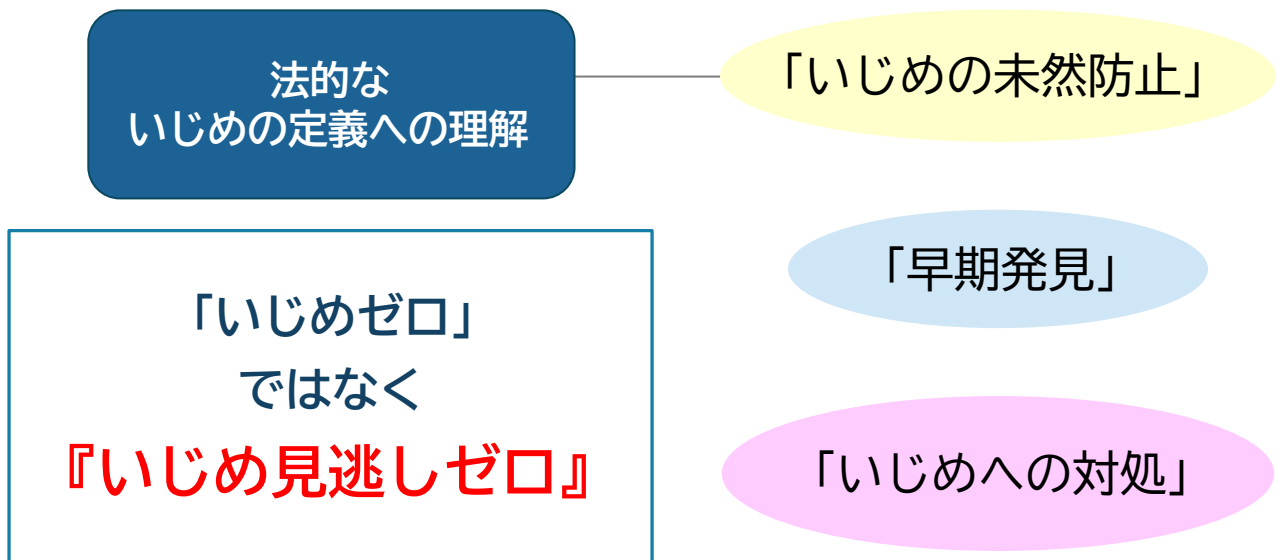 法的な
いじめの定義への理解
「いじめの未然防止」
「いじめゼロ」
ではなく
『いじめ見逃しゼロ』
「早期発見」
「いじめへの対処」